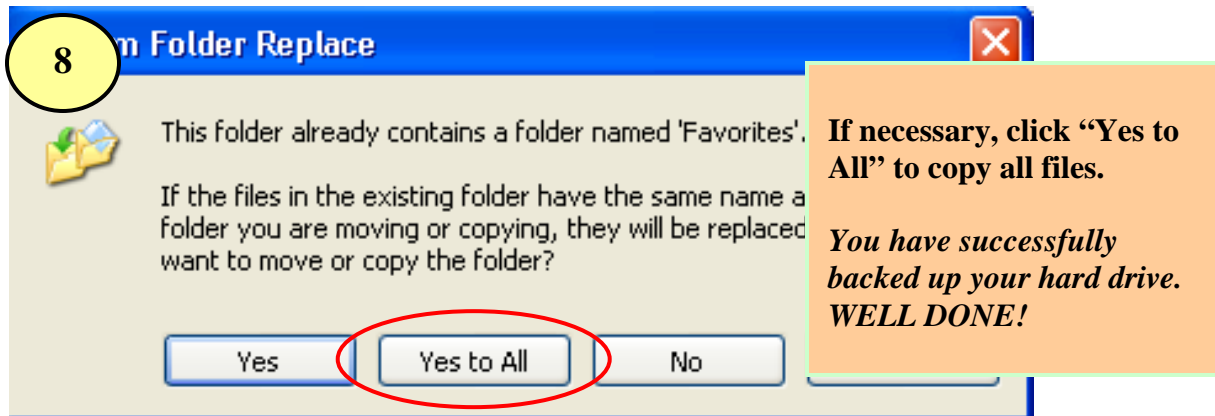 8
m Folder Replace
This folder already contains a folder named 'Favorites'.
If the files in the existing folder have the same name a
folder you are moving or copying, they will be replaced
want to move or copy the folder?
Yes
Yes to All
No
If necessary, click “Yes to
All” to copy all files.
You have successfully
backed up your hard drive.
WELL DONE!